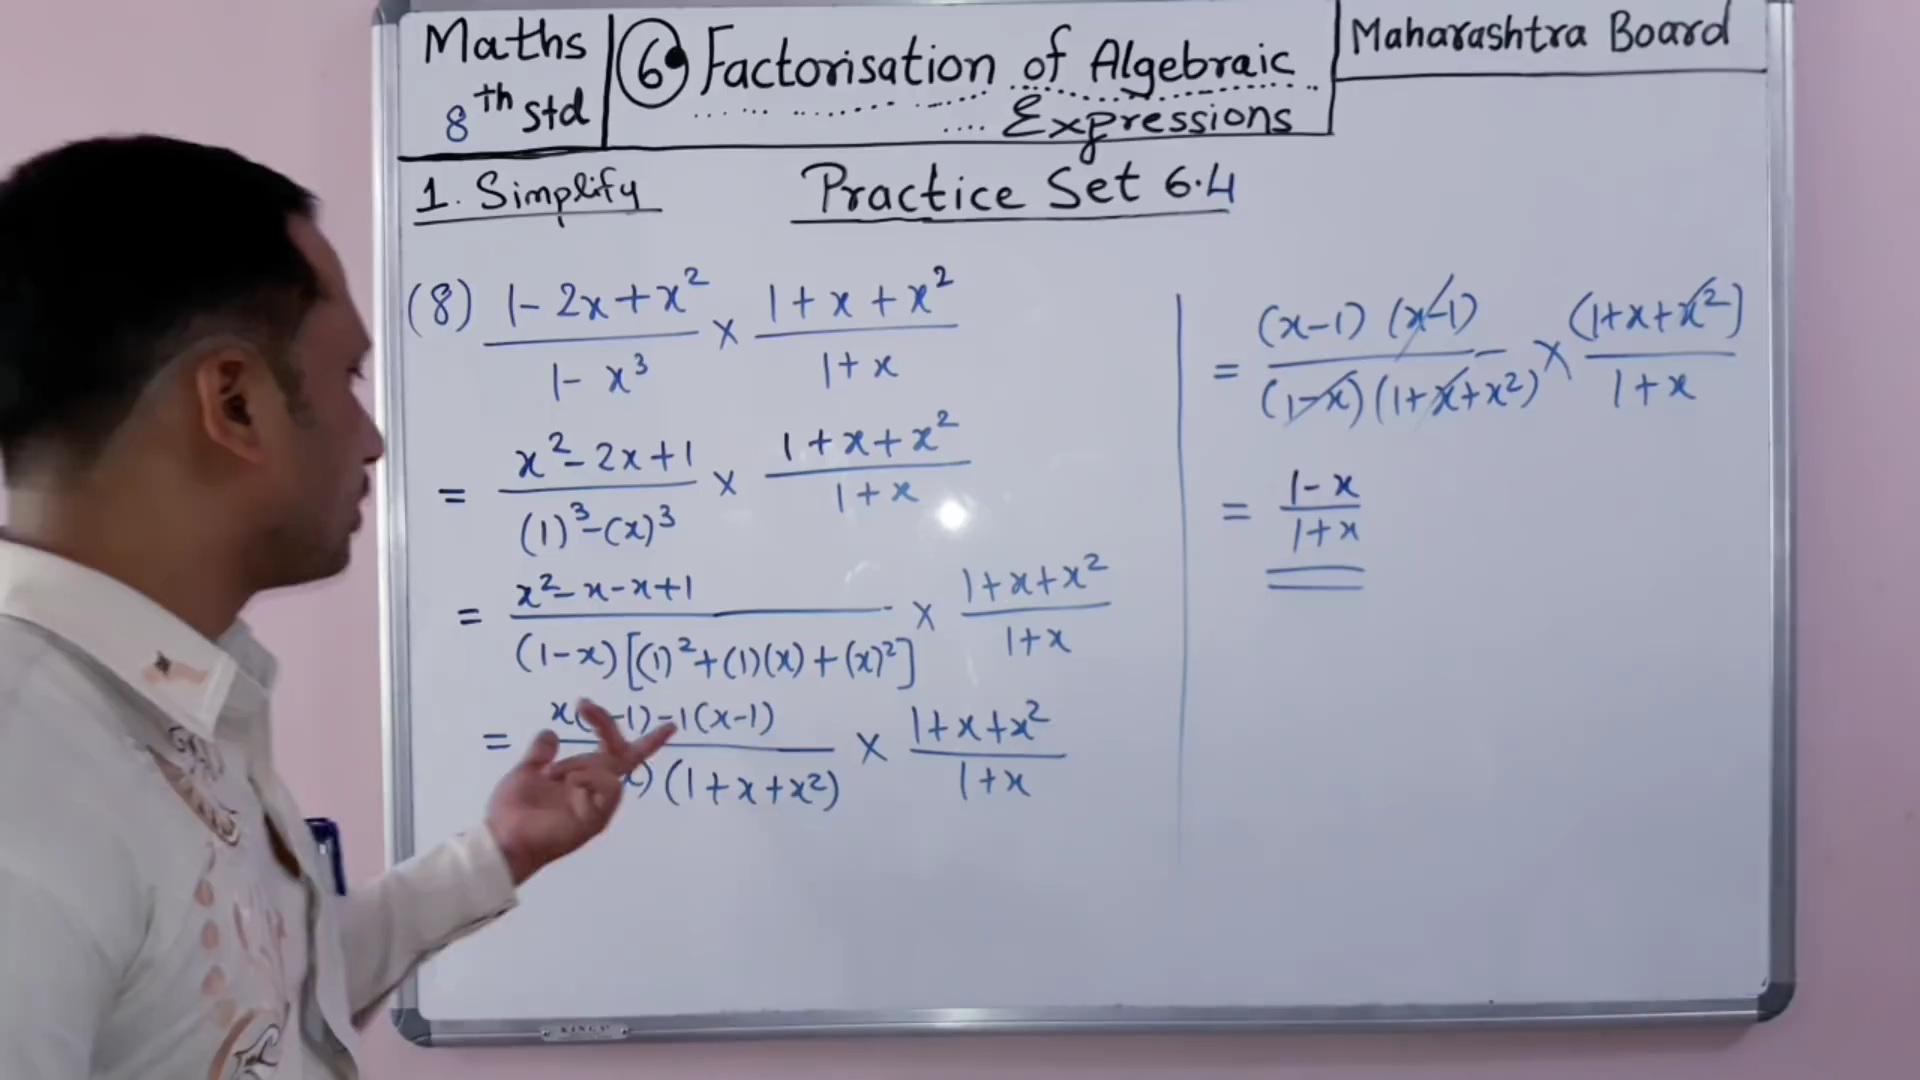 Maths
8th std
6. Factorisation of Algebraic
Expressions
Maharashtra Board
1. Simplify
Practice Set 6.4
(8) (1 - 2x + x²)/(1 - x³) × (1 + x + x²)/(1 + x)
= (x² - 2x + 1)/((1)³ - (x)³) × (1 + x + x²)/(1 + x)
= (x² - x - x + 1)/((1-x)[(1)² + (1)(x) + (x)²]) × (1 + x + x²)/(1 + x)
= x( -1) -1(x-1)/( x)(1 + x + x²) × (1 + x + x²)/(1 + x)
= (x-1)(x-1)/((1-x)(1+x+x²)) × (1+x+x²)/(1+x)
= (1-x)/(1+x)